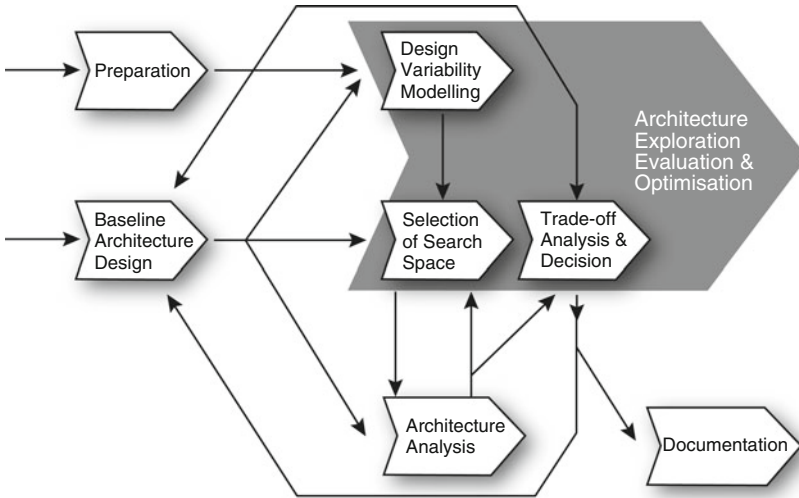 Preparation
Design
Variability
Modelling
Architecture
Exploration
Evaluation &
Optimisation
Baseline
Architecture
Design
Selection
of Search
Space
Trade-off
Analysis &
Decision
Architecture
Analysis
Documentation